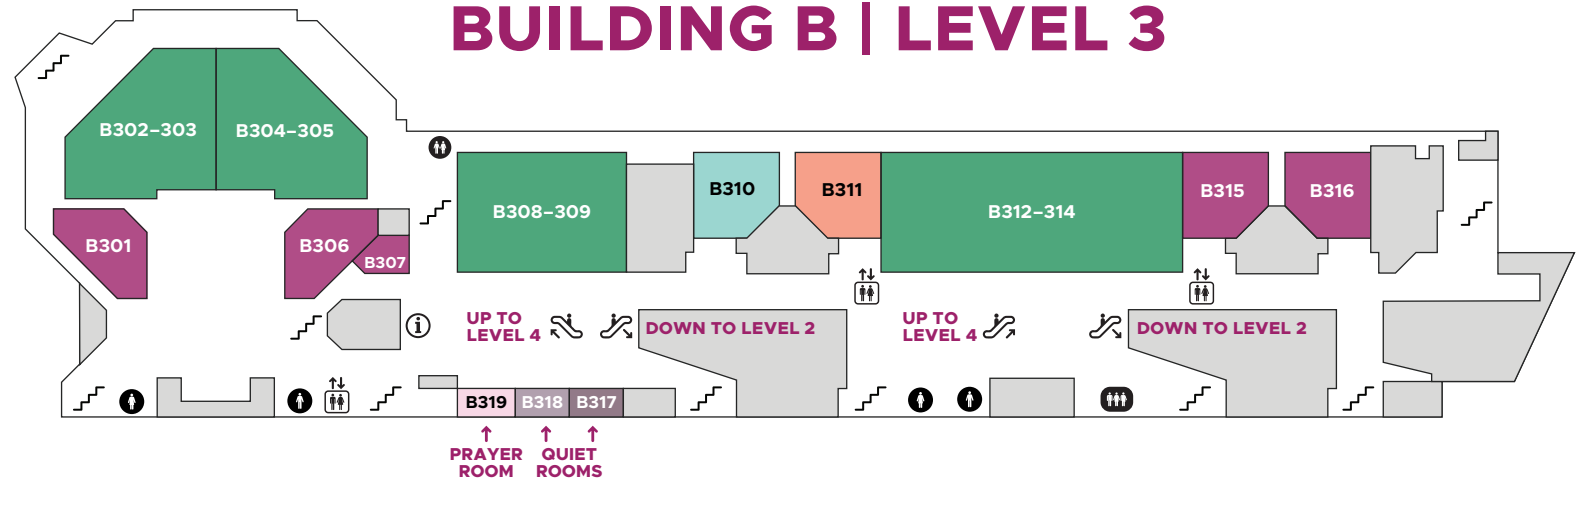 BUILDING B | LEVEL 3
B302–303
B304–305
B301
B306
B307
B308–309
B310
B311
B312–314
B315
B316
i
UP TO
LEVEL 4
DOWN TO LEVEL 2
UP TO
LEVEL 4
DOWN TO LEVEL 2
B319
B318
B317
PRAYER
ROOM
QUIET
ROOMS